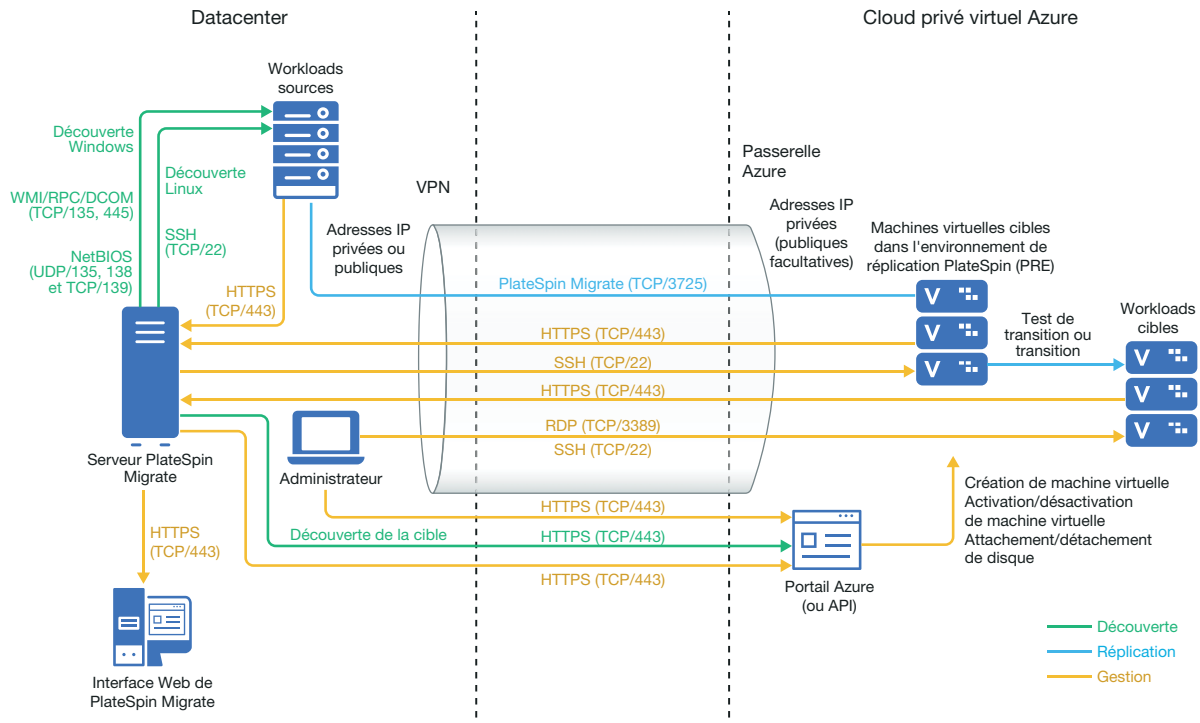 Datacenter
Cloud privé virtuel Azure
Workloads
sources
Découverte
Windows
Découverte
Linux
WMI/RPC/DCOM
(TCP/135, 445)
SSH
(TCP/22)
NetBIOS
(UDP/135, 138
et TCP/139)
HTTPS
(TCP/443)
VPN
Adresses IP
privées ou
publiques
Passerelle
Azure
Adresses IP
privées
(publiques
facultatives)
Machines virtuelles cibles
dans l'environnement de
réplication PlateSpin (PRE)
PlateSpin Migrate (TCP/3725)
HTTPS (TCP/443)
SSH (TCP/22)
HTTPS (TCP/443)
RDP (TCP/3389)
SSH (TCP/22)
V
V
V
Test de
transition ou
transition
Workloads
cibles
V
V
V
Serveur PlateSpin
Migrate
Administrateur
HTTPS
(TCP/443)
HTTPS (TCP/443)
Découverte de la cible
HTTPS (TCP/443)
HTTPS (TCP/443)
Portail Azure
(ou API)
Création de machine virtuelle
Activation/désactivation
de machine virtuelle
Attachement/détachement
de disque
Interface Web de
PlateSpin Migrate
Découverte
Réplication
Gestion